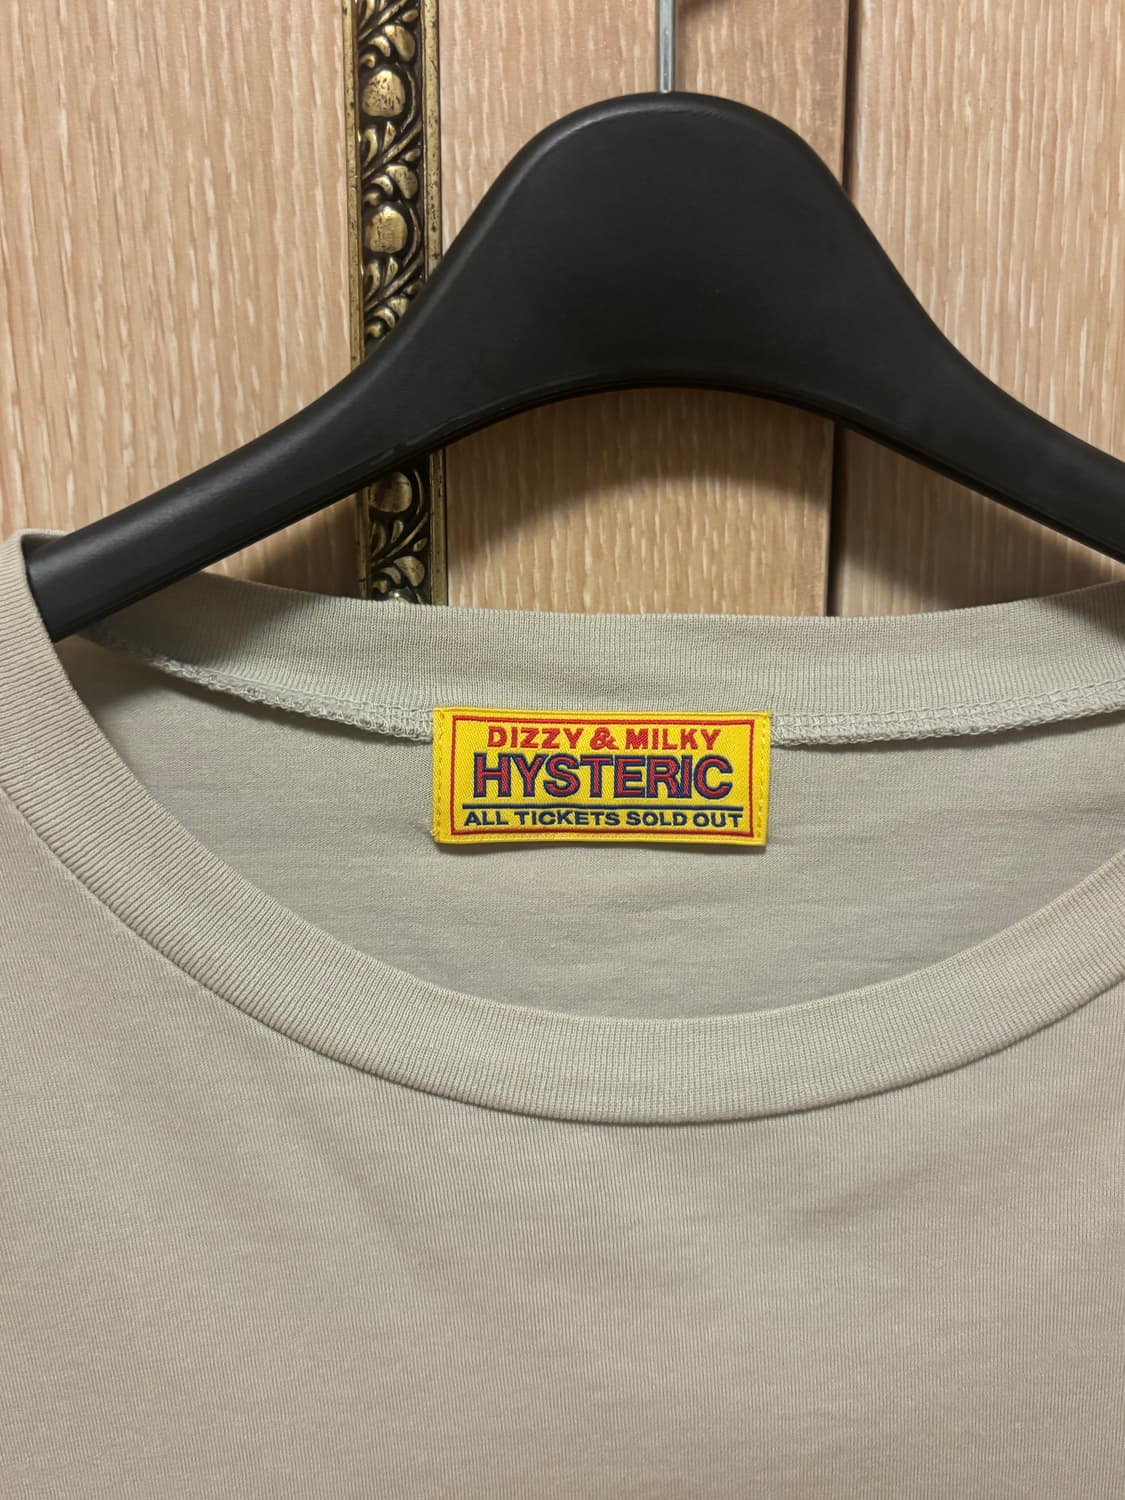 DIZZY & MILKY
HYSTERIC
ALL TICKETS SOLD OUT